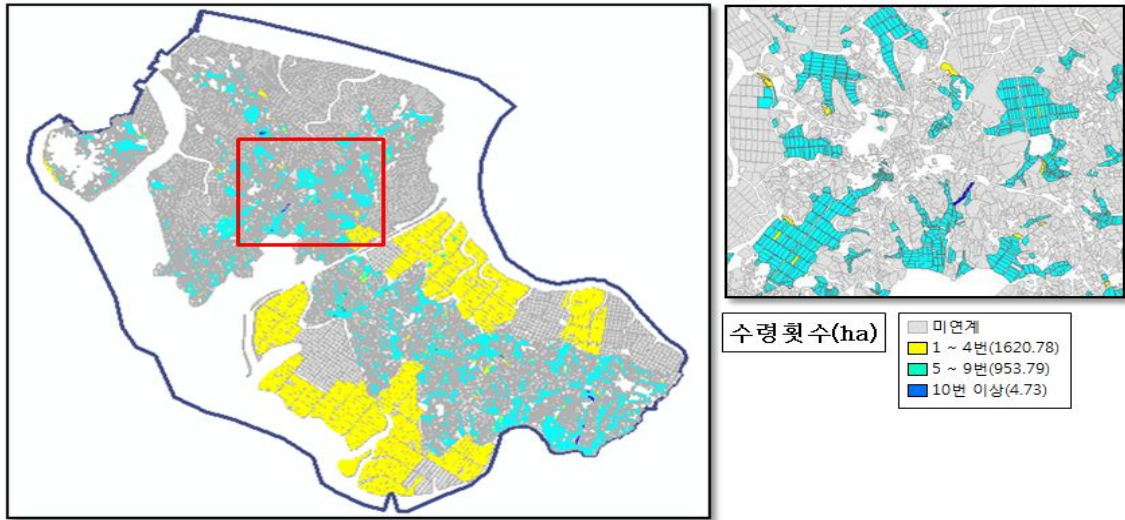 수령횟수(ha)
미연계
1 ~ 4번(1620.78)
5 ~ 9번(953.79)
10번 이상(4.73)